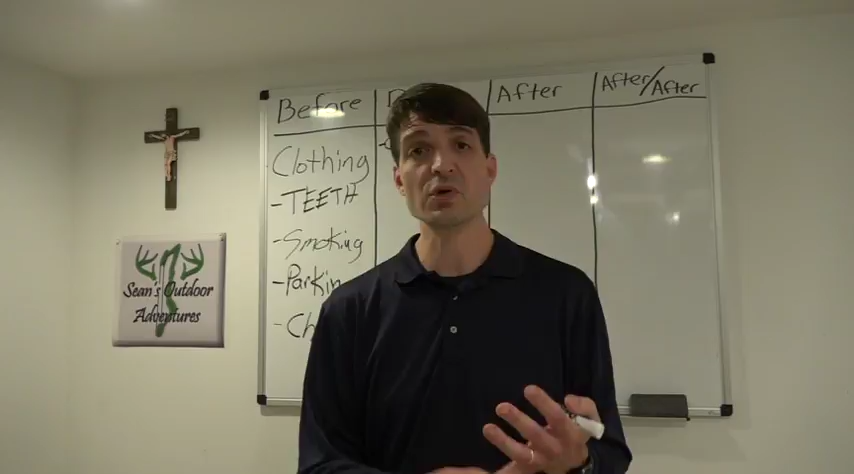 Before
After
After/After
Clothing
-TEETH
-Smoking
Sean's Outdoor
Adventures